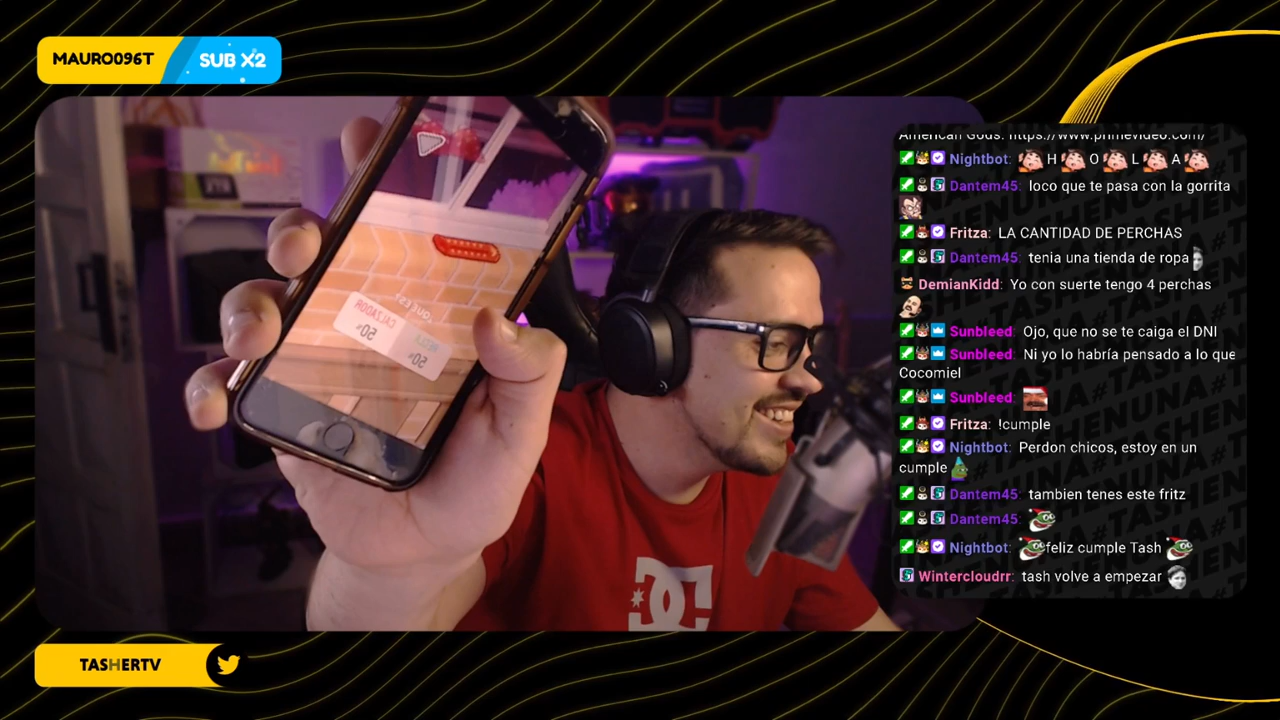 MAURO096T
SUB X2
American Gods: https://www.primevideo.com/
Nightbot: H O L A
Dantem45: loco que te pasa con la gorrita
Fritza: LA CANTIDAD DE PERCHAS
Dantem45: tenia una tienda de ropa
DemianKidd: Yo con suerte tengo 4 perchas
Sunbleed: Ojo, que no se te caiga el DNI
Sunbleed: Ni yo lo habría pensado a lo que
Cocomiel
Sunbleed:
Fritza: !cumple
Nightbot: Perdon chicos, estoy en un
cumple
Dantem45: tambien tenes este fritz
Dantem45:
Nightbot: feliz cumple Tash
Wintercloudrr: tash volve a empezar
CALZADOR
50g
50g
DC
TASHERTV